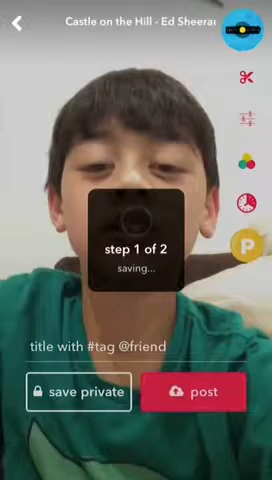 Castle on the Hill - Ed Sheeran
P
step 1 of 2
saving...
title with #tag @friend
save private
post